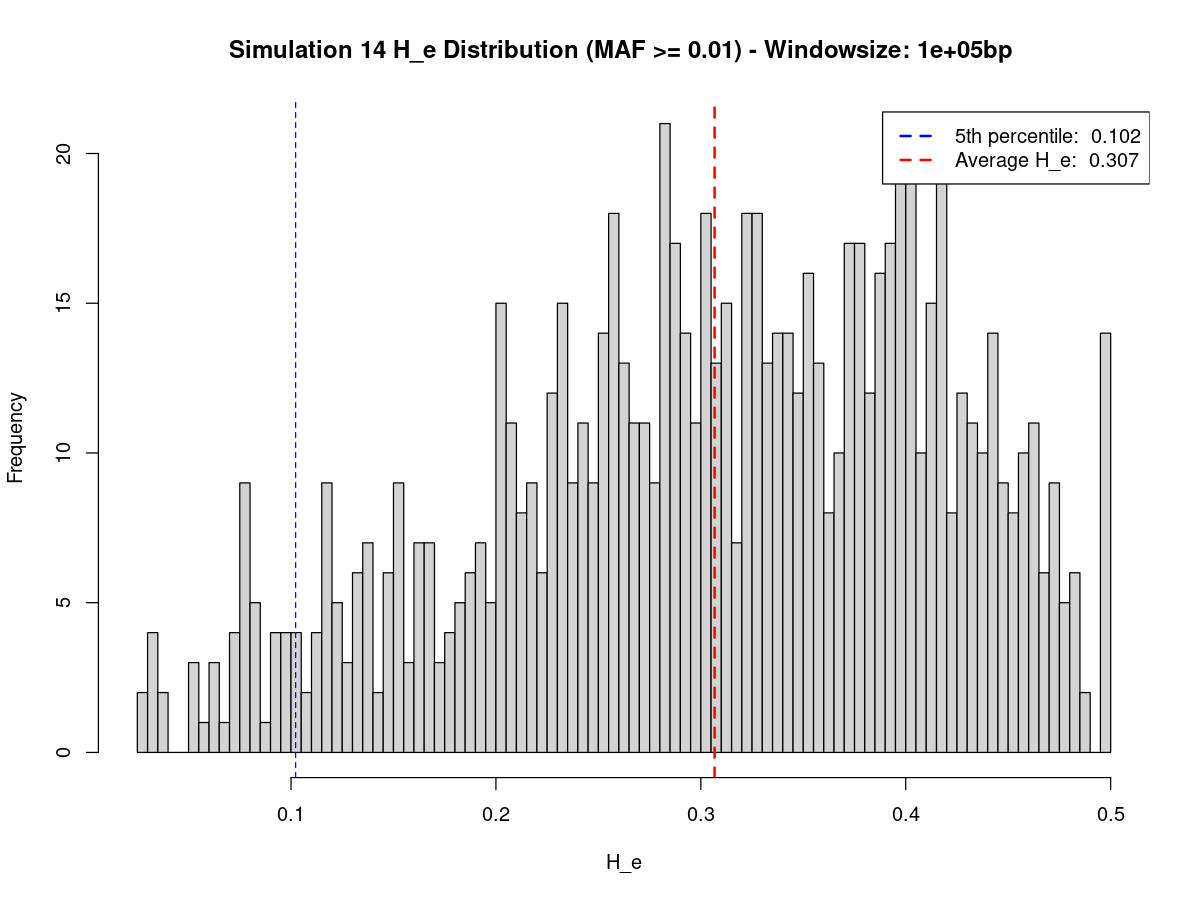 Simulation 14 H_e Distribution (MAF >= 0.01) - Windowsize: 1e+05bp
5th percentile:  0.102
Average H_e:  0.307
Frequency
20
15
10
5
0
0.1
0.2
0.3
0.4
0.5
H_e